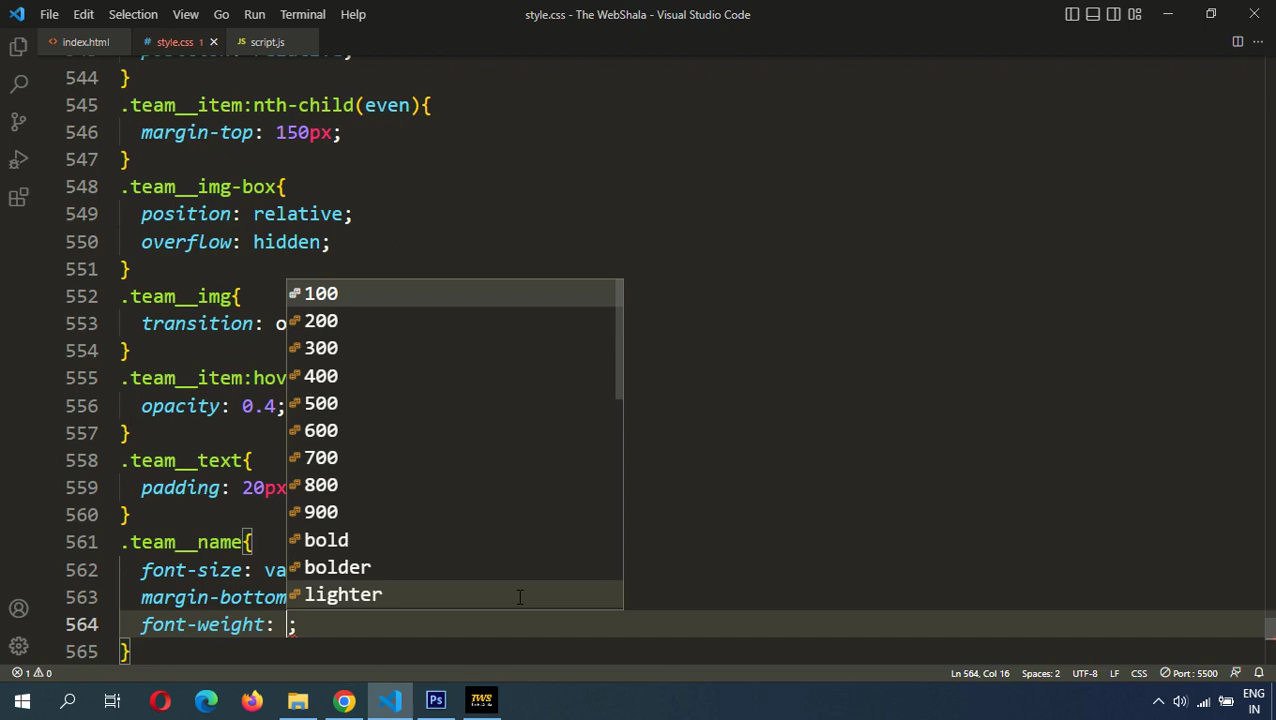 File Edit Selection View Go Run Terminal Help style.css - The WebShala - Visual Studio Code
index.html style.css 1 script.js
544 }
545 .team__item:nth-child(even){
546 margin-top: 150px;
547 }
548 .team__img-box{
549 position: relative;
550 overflow: hidden;
551 }
552 .team__img{
553 transition: o
554 }
555 .team__item:hov
556 opacity: 0.4;
557 }
558 .team__text{
559 padding: 20px
560 }
561 .team__name{
562 font-size: va
563 margin-bottom
564 font-weight: ;
565 }
100
200
300
400
500
600
700
800
900
bold
bolder
lighter
1 0 Ln 564, Col 16 Spaces: 2 UTF-8 LF CSS Port : 5500
Ps TWS ENG
IN